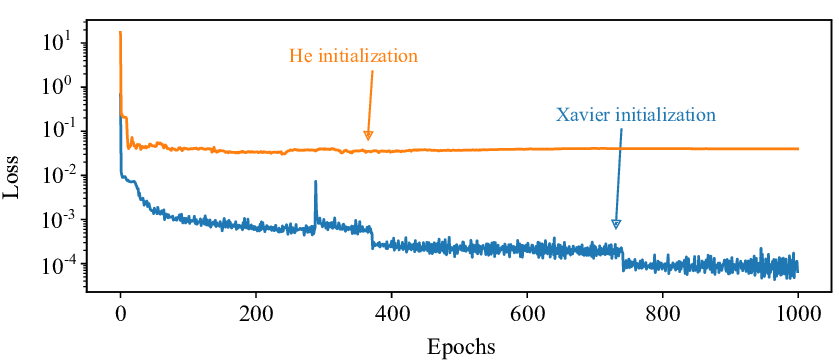 10^1
He initialization
10^0
Xavier initialization
10^-1
10^-2
Loss
10^-3
10^-4
0 200 400 600 800 1000
Epochs